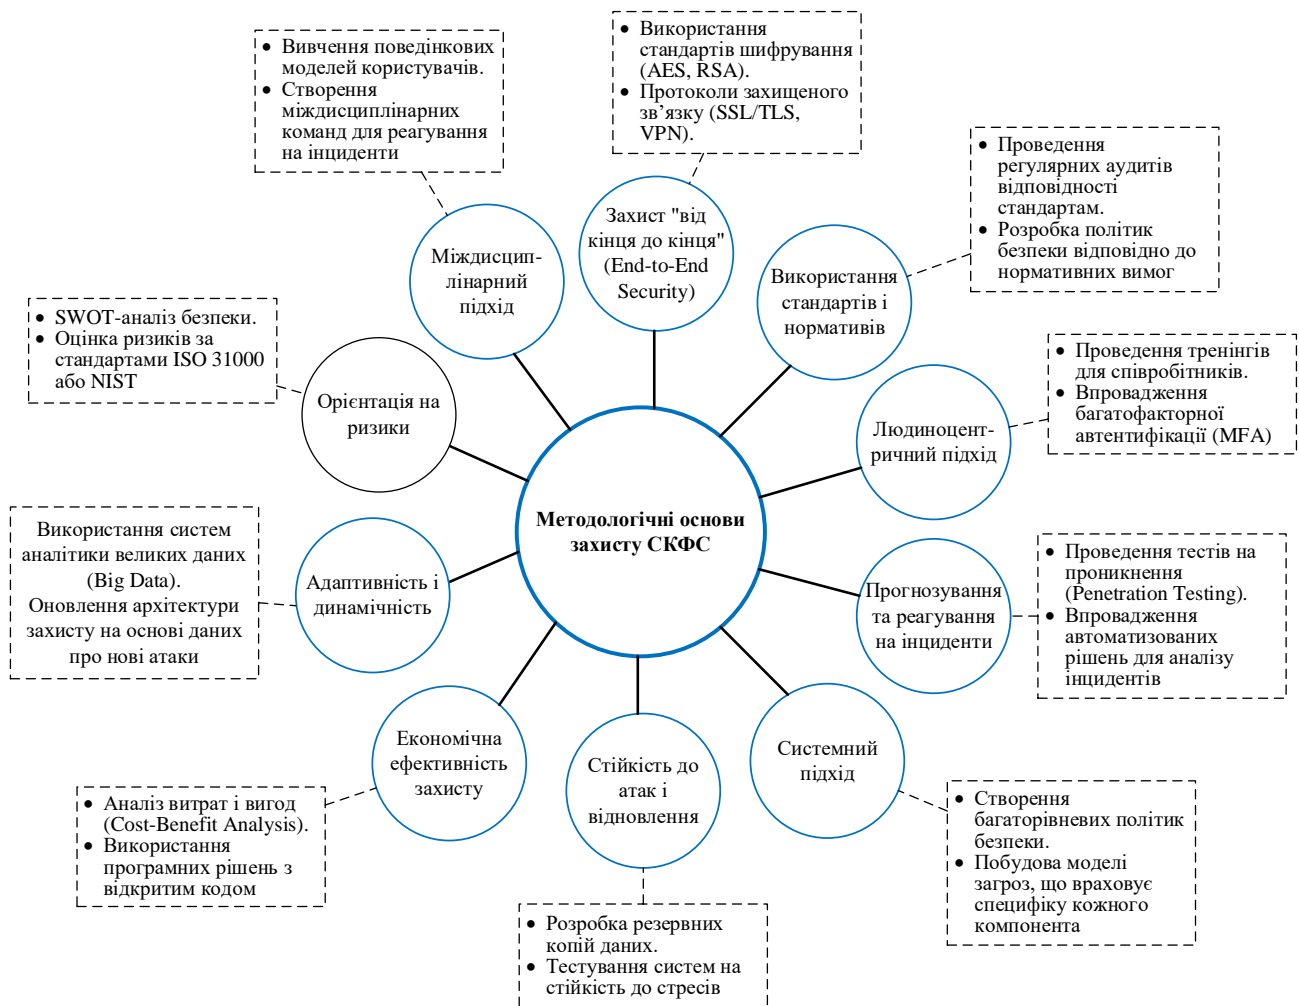 • Вивчення поведінкових
моделей користувачів.
• Створення
міждисциплінарних
команд для реагування
на інциденти
• Використання
стандартів шифрування
(AES, RSA).
• Протоколи захищеного
зв’язку (SSL/TLS,
VPN).
• Проведення
регулярних аудитів
відповідності
стандартам.
• Розробка політик
безпеки відповідно до
нормативних вимог
Міждисцип-
лінарний
підхід
Захист "від
кінця до кінця"
(End-to-End
Security)
Використання
стандартів і
нормативів
• SWOT-аналіз безпеки.
• Оцінка ризиків за
стандартами ISO 31000
або NIST
Орієнтація на
ризики
Людиноцент-
ричний підхід
• Проведення тренінгів
для співробітників.
• Впровадження
багатофакторної
автентифікації (MFA)
Методологічні основи
захисту СКФС
Використання систем
аналітики великих даних
(Big Data).
Оновлення архітектури
захисту на основі даних
про нові атаки
Адаптивність і
динамічність
Прогнозування
та реагування
на інциденти
• Проведення тестів на
проникнення
(Penetration Testing).
• Впровадження
автоматизованих
рішень для аналізу
інцидентів
Економічна
ефективність
захисту
Стійкість до
атак і
відновлення
Системний
підхід
• Аналіз витрат і вигод
(Cost-Benefit Analysis).
• Використання
програмних рішень з
відкритим кодом
• Розробка резервних
копій даних.
• Тестування систем на
стійкість до стресів
• Створення
багаторівневих політик
безпеки.
• Побудова моделі
загроз, що враховує
специфіку кожного
компонента